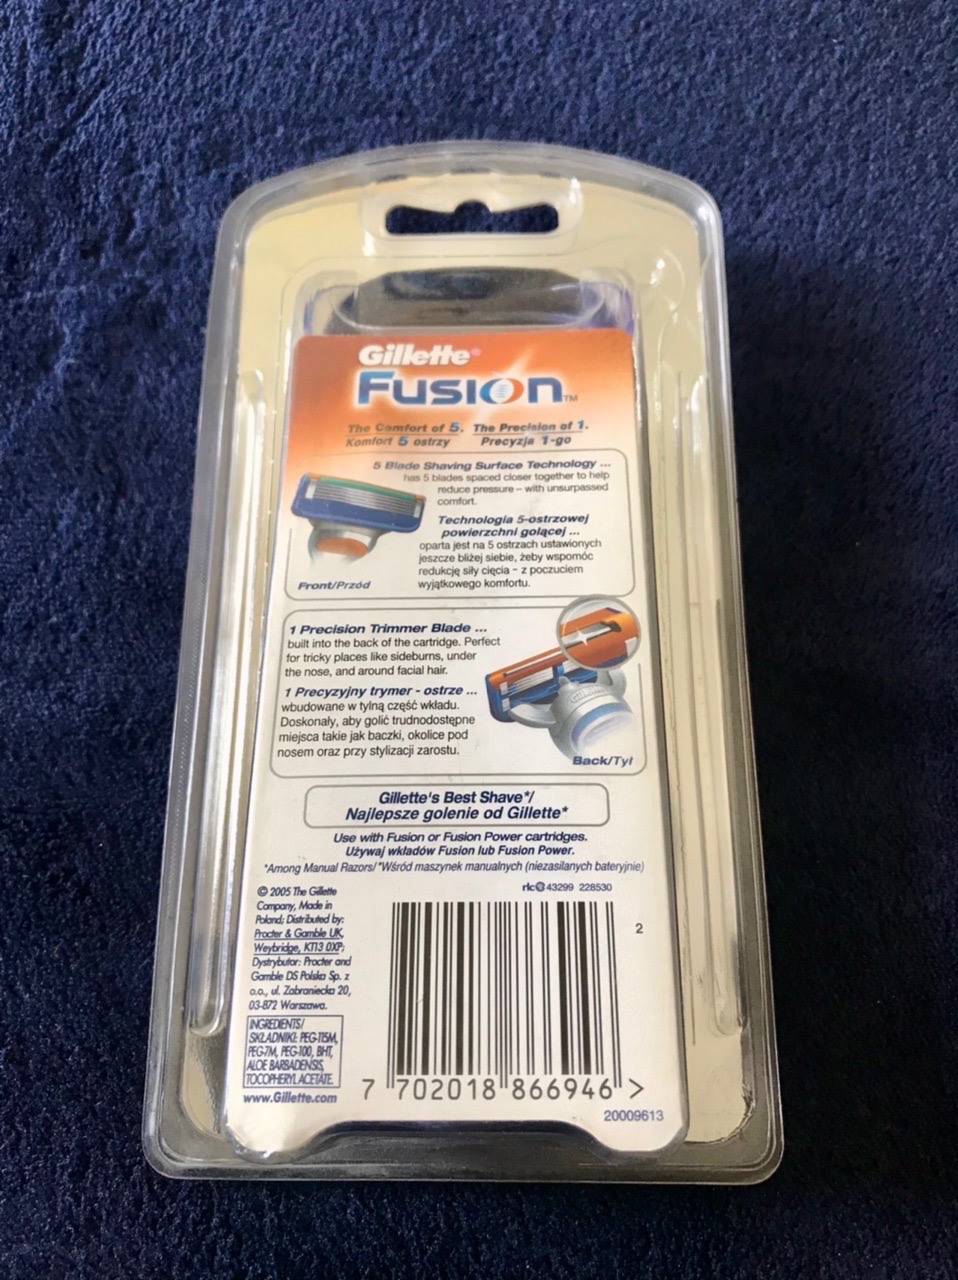 Gillette®
Fusion™
The Comfort of 5. The Precision of 1.
Komfort 5 ostrzy Precyzja 1-go
5 Blade Shaving Surface Technology ...
has 5 blades spaced closer together to help
reduce pressure – with unsurpassed
comfort.
Technologia 5-ostrzowej
powierzchni golącej ...
oparta jest na 5 ostrzach ustawionych
jeszcze bliżej siebie, żeby wspomóc
redukcję siły cięcia - z poczuciem
wyjątkowego komfortu.
Front/Przód
1 Precision Trimmer Blade ...
built into the back of the cartridge. Perfect
for tricky places like sideburns, under
the nose, and around facial hair.
1 Precyzyjny trymer - ostrze ...
wbudowane w tylną część wkładu.
Doskonały, aby golić trudnodostępne
miejsca takie jak baczki, okolice pod
nosem oraz przy stylizacji zarostu.
Back/Tył
Gillette's Best Shave*/
Najlepsze golenie od Gillette*
Use with Fusion or Fusion Power cartridges.
Używaj wkładów Fusion lub Fusion Power.
*Among Manual Razors/*Wśród maszynek manualnych (niezasilanych bateryjnie)
rlc 43299 228530
© 2005 The Gillette
Company, Made in
Poland; Distributed by:
Procter & Gamble UK,
Weybridge, KT13 0XP;
Dystrybutor: Procter and
Gamble DS Polska Sp. z
o.o., ul. Zabraniecka 20,
03-872 Warszawa.
INGREDIENTS/
SKŁADNIKI: PEG-115M,
PEG-7M, PEG-100, BHT,
ALOE BARBADENSIS,
TOCOPHERYL ACETATE.
www.Gillette.com
2
7 702018 866946 >
20009613